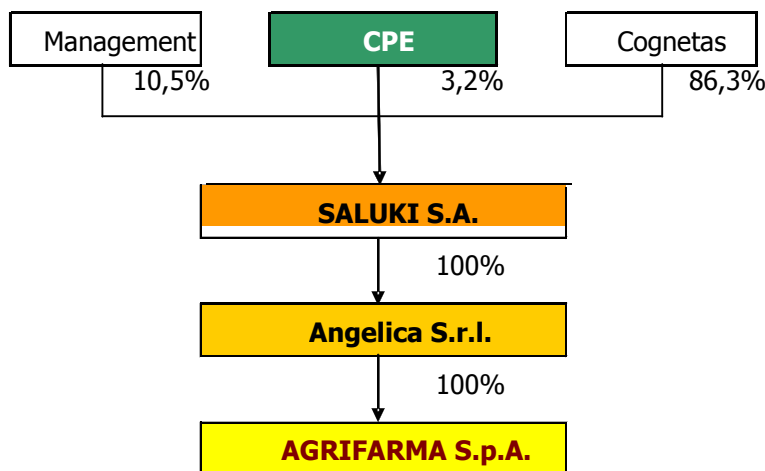 Management
CPE
Cognetas
10,5%
3,2%
86,3%
SALUKI S.A.
100%
Angelica S.r.l.
100%
AGRIFARMA S.p.A.